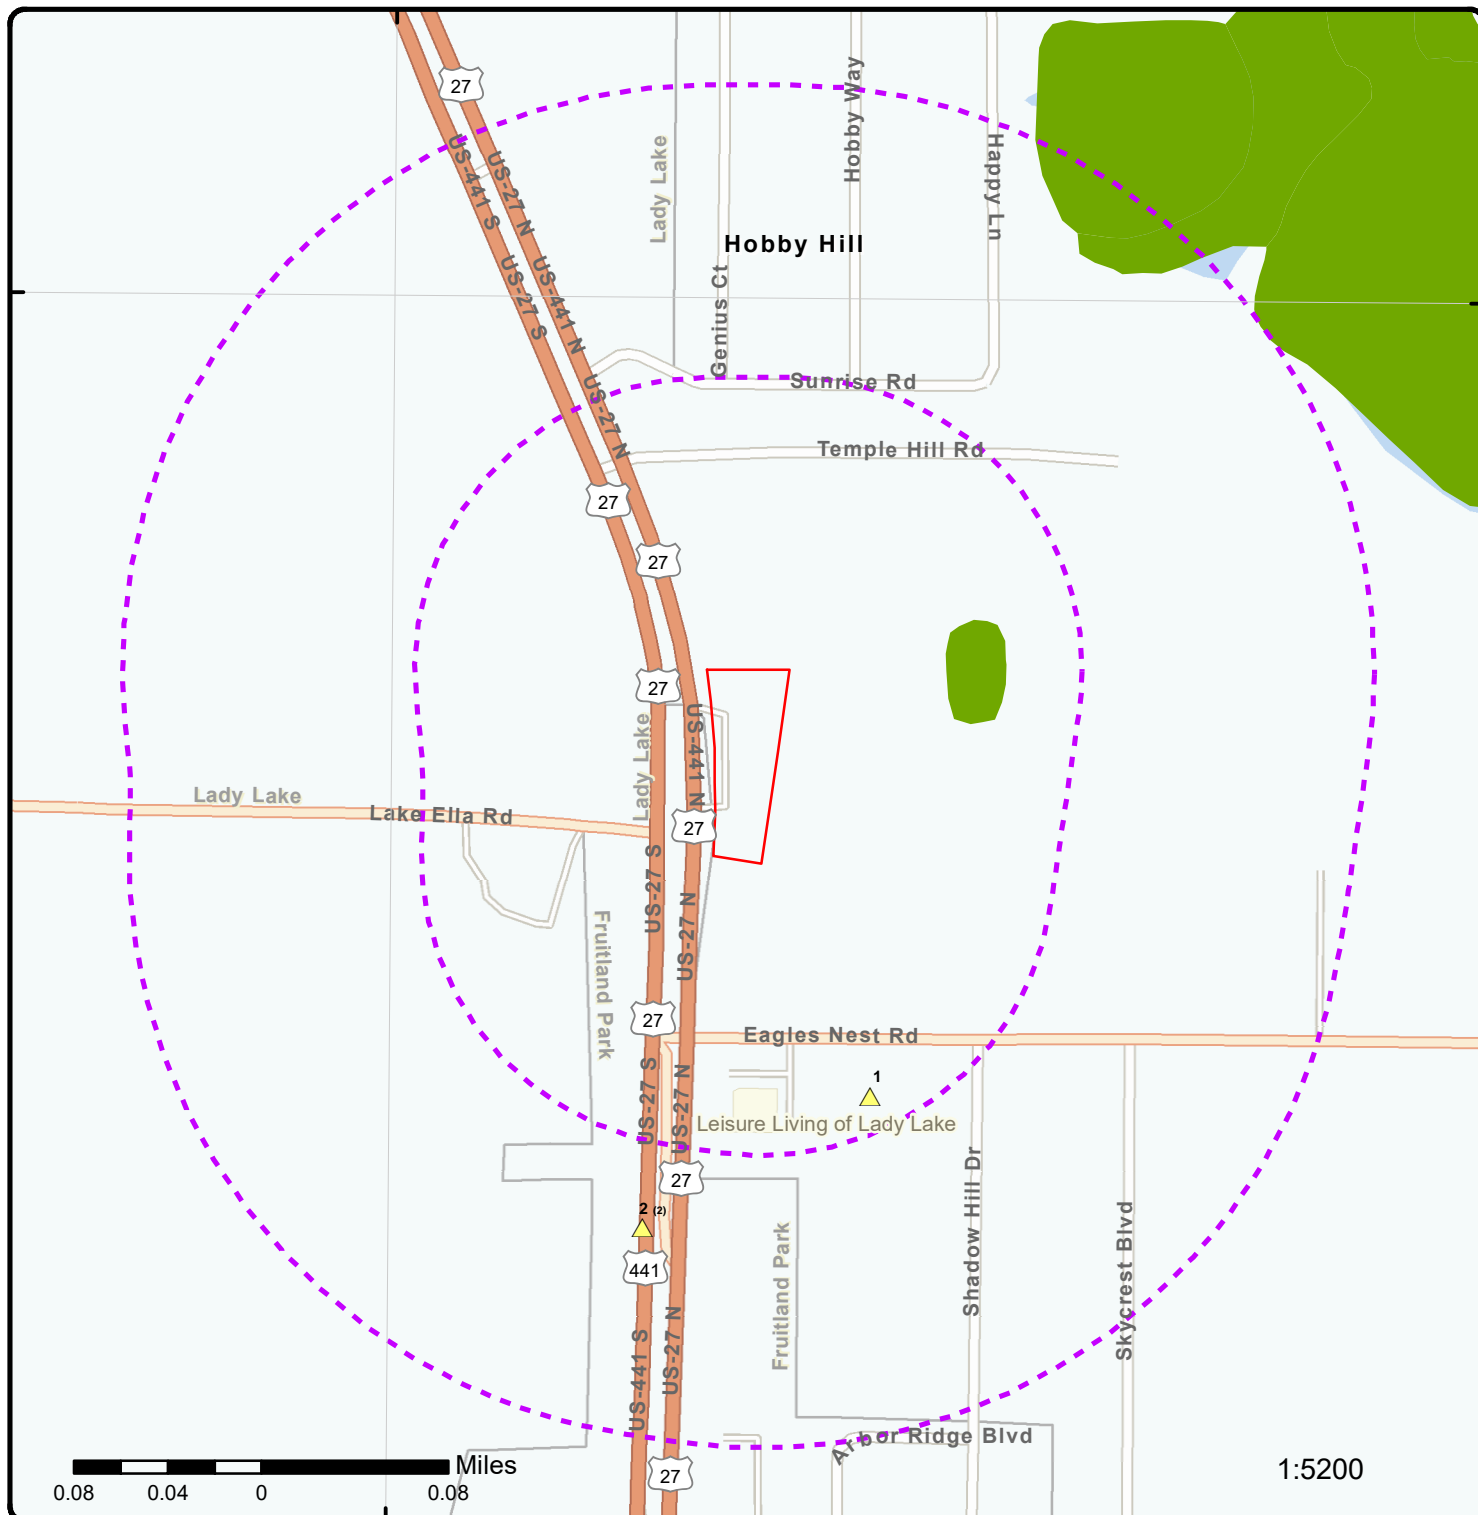 27
US-441 S
US-27 N
Lady Lake
Hobby Way
Happy Ln
Hobby Hill
US-27 S
US-441 N
Genius Ct
Sunrise Rd
US-27 N
Temple Hill Rd
27
27
27
Lady Lake
US-441 N
Lady Lake
Lake Ella Rd
27
US-27 S
US-27 N
Fruitland Park
27
Eagles Nest Rd
US-27 S
US-27 N
1
Leisure Living of Lady Lake
27
2 (2)
441
Fruitland Park
Shadow Hill Dr
Skycrest Blvd
US-441 S
US-27 N
Arbor Ridge Blvd
27
Miles
0.08 0.04 0 0.08
1:5200